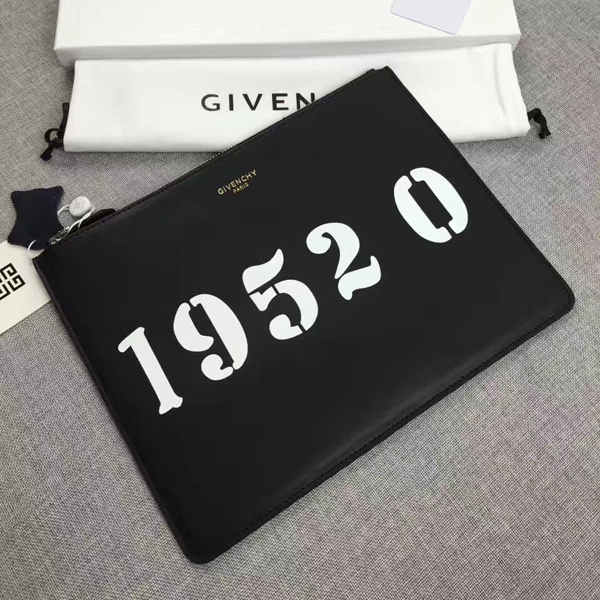 GIVEN
GIVENCHY
PARIS
1952 0